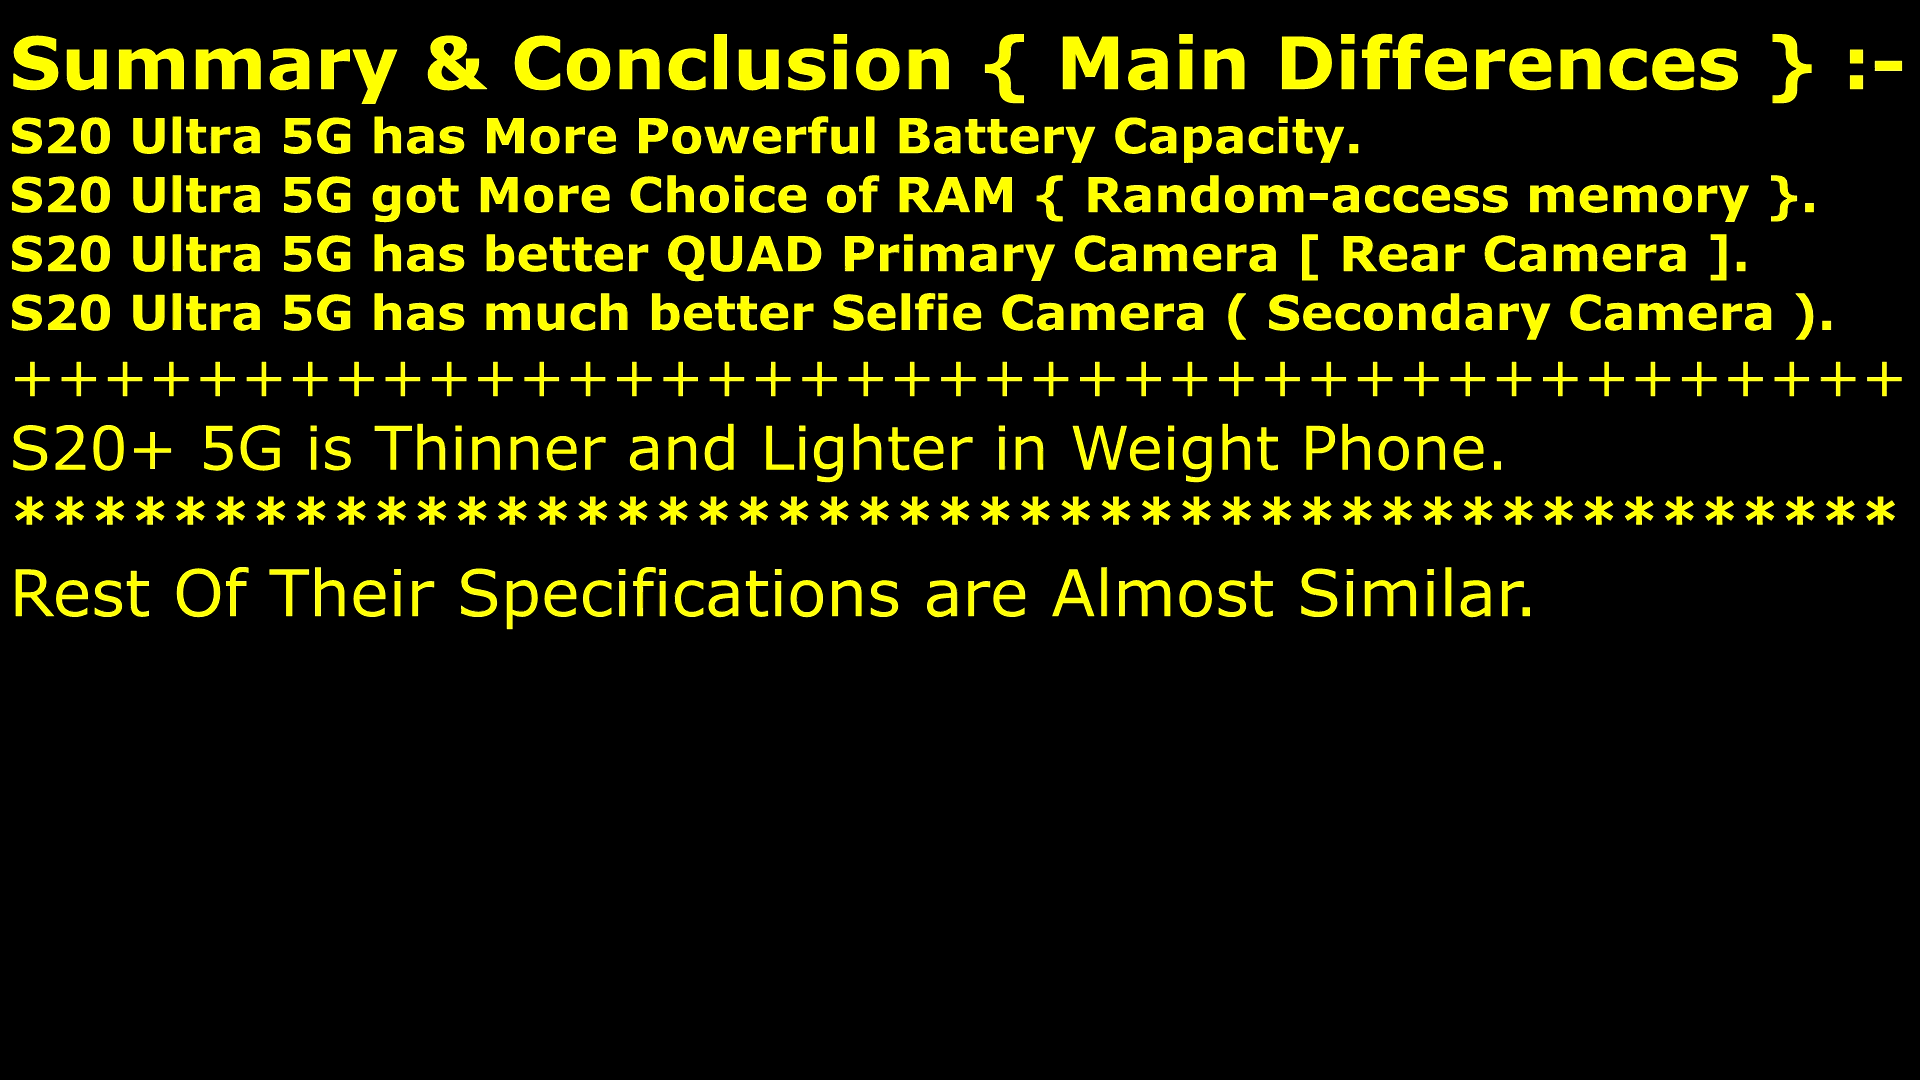 Summary & Conclusion { Main Differences } :-
S20 Ultra 5G has More Powerful Battery Capacity.
S20 Ultra 5G got More Choice of RAM { Random-access memory }.
S20 Ultra 5G has better QUAD Primary Camera [ Rear Camera ].
S20 Ultra 5G has much better Selfie Camera ( Secondary Camera ).
+++++++++++++++++++++++++++++++++++++++++
S20+ 5G is Thinner and Lighter in Weight Phone.
***********************************************
Rest Of Their Specifications are Almost Similar.